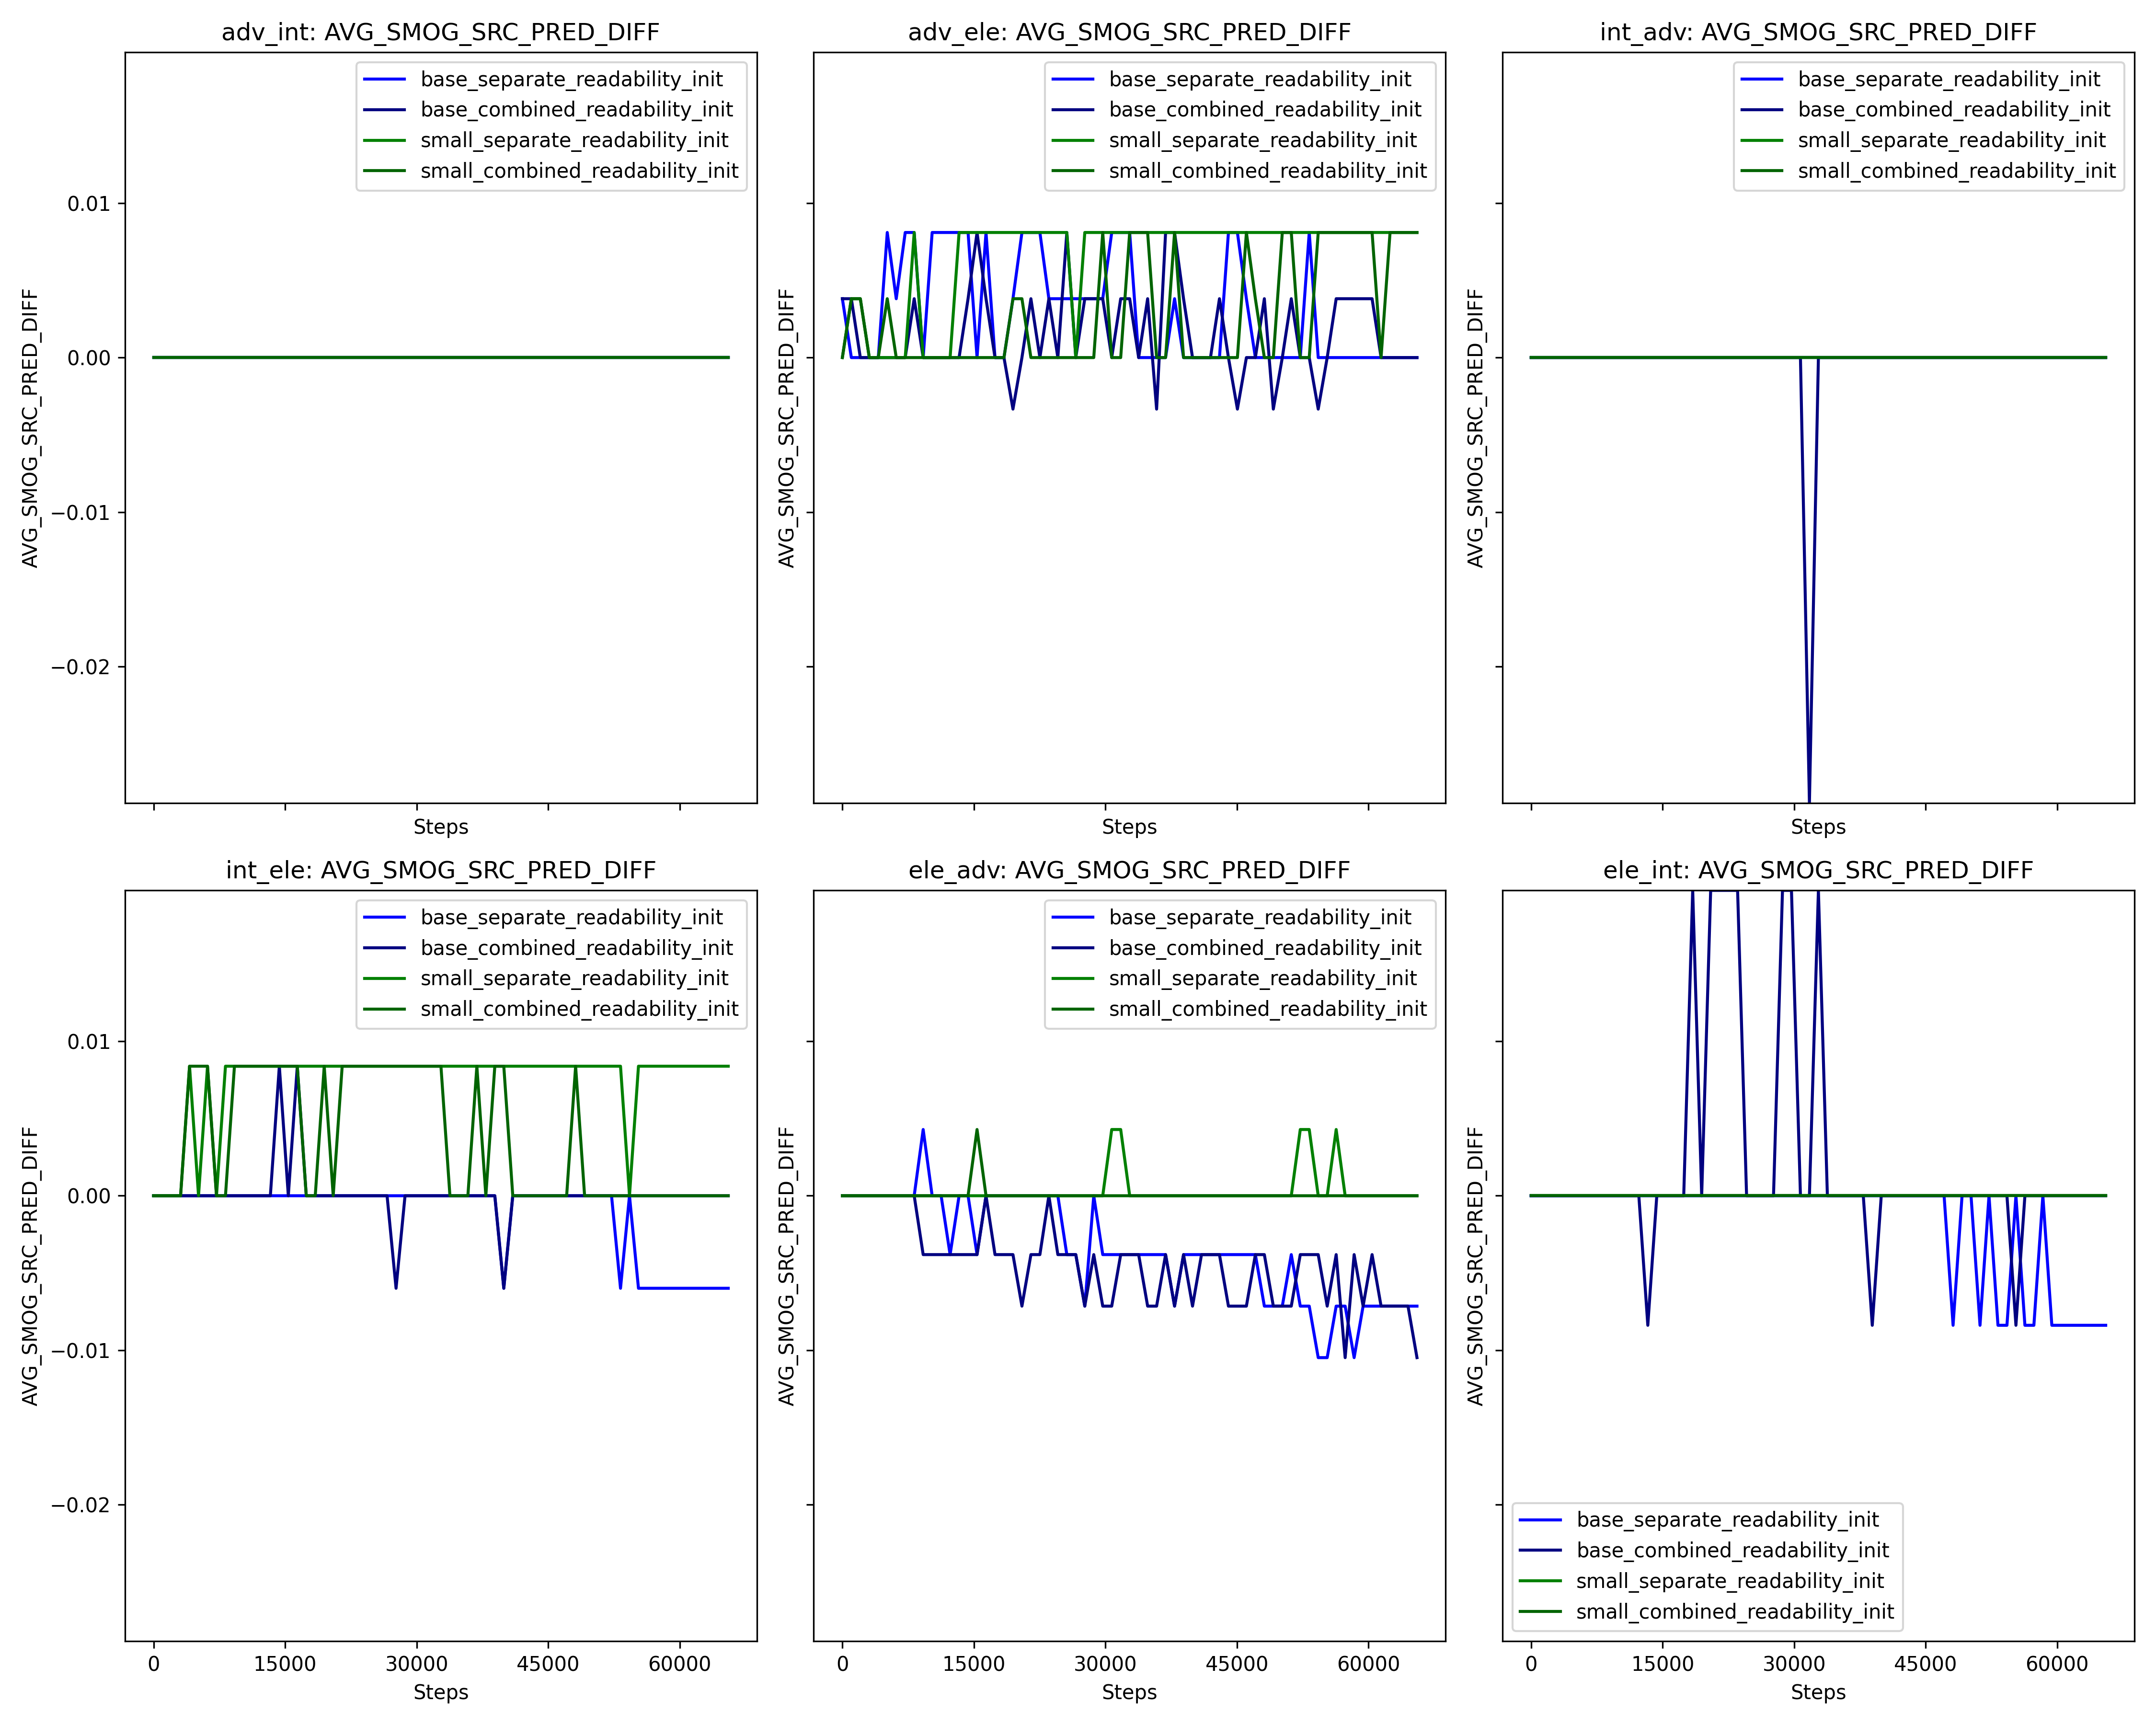 adv_int: AVG_SMOG_SRC_PRED_DIFF
AVG_SMOG_SRC_PRED_DIFF
0.01
0.00
−0.01
−0.02
base_separate_readability_init
base_combined_readability_init
small_separate_readability_init
small_combined_readability_init
Steps
adv_ele: AVG_SMOG_SRC_PRED_DIFF
AVG_SMOG_SRC_PRED_DIFF
base_separate_readability_init
base_combined_readability_init
small_separate_readability_init
small_combined_readability_init
Steps
int_adv: AVG_SMOG_SRC_PRED_DIFF
AVG_SMOG_SRC_PRED_DIFF
base_separate_readability_init
base_combined_readability_init
small_separate_readability_init
small_combined_readability_init
Steps
int_ele: AVG_SMOG_SRC_PRED_DIFF
AVG_SMOG_SRC_PRED_DIFF
0.01
0.00
−0.01
−0.02
base_separate_readability_init
base_combined_readability_init
small_separate_readability_init
small_combined_readability_init
0 15000 30000 45000 60000
Steps
ele_adv: AVG_SMOG_SRC_PRED_DIFF
AVG_SMOG_SRC_PRED_DIFF
base_separate_readability_init
base_combined_readability_init
small_separate_readability_init
small_combined_readability_init
0 15000 30000 45000 60000
Steps
ele_int: AVG_SMOG_SRC_PRED_DIFF
AVG_SMOG_SRC_PRED_DIFF
base_separate_readability_init
base_combined_readability_init
small_separate_readability_init
small_combined_readability_init
0 15000 30000 45000 60000
Steps